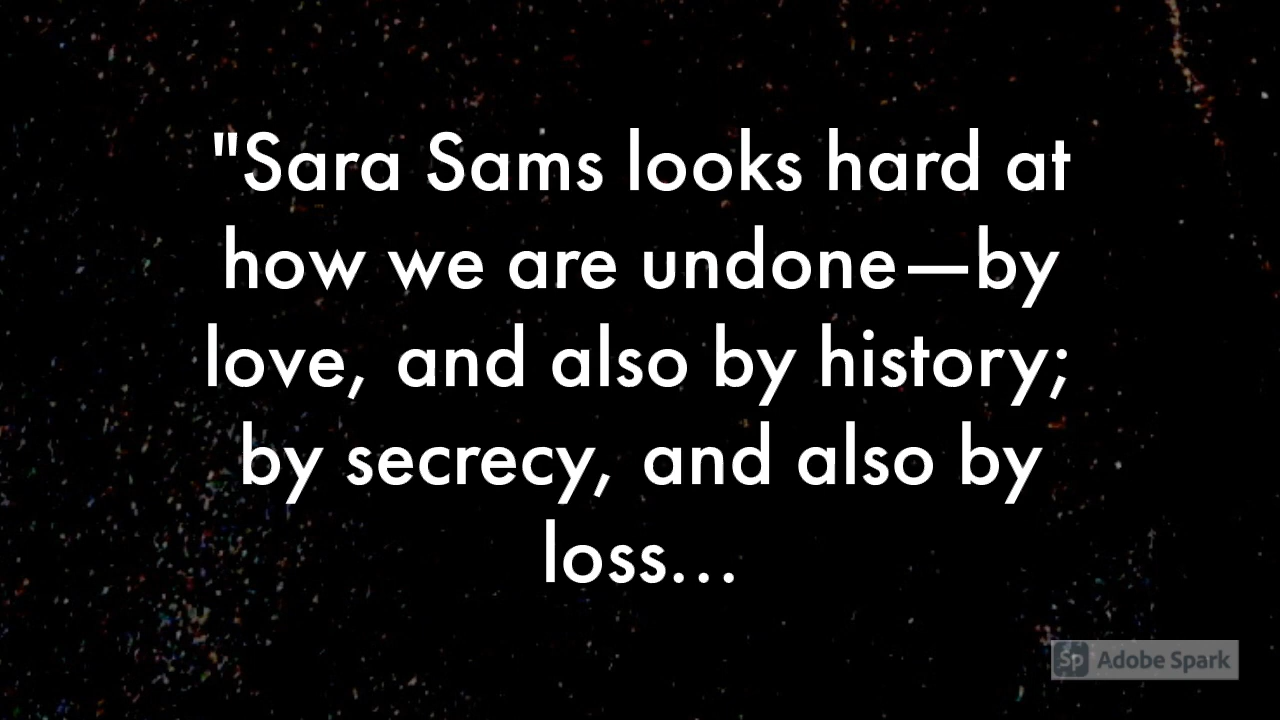 "Sara Sams looks hard at
how we are undone—by
love, and also by history;
by secrecy, and also by
loss...
Sp Adobe Spark